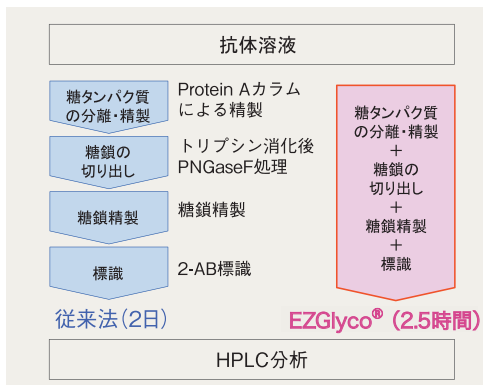 抗体溶液
糖タンパク質
の分離・精製
Protein Aカラム
による精製
糖鎖の
切り出し
トリプシン消化後
PNGaseF処理
糖鎖精製
糖鎖精製
標識
2-AB標識
従来法(2日)
糖タンパク質
の分離・精製
+
糖鎖の
切り出し
+
糖鎖精製
+
標識
EZGlyco® (2.5時間)
HPLC分析